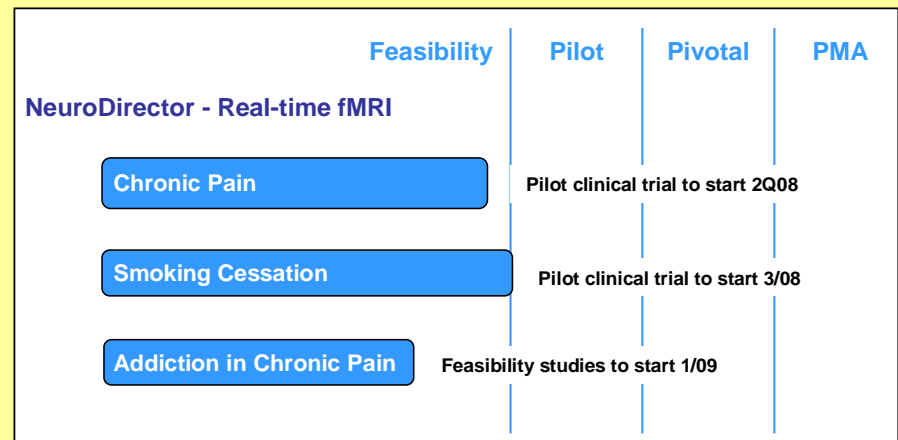 Feasibility Pilot Pivotal PMA
NeuroDirector - Real-time fMRI
Chronic Pain Pilot clinical trial to start 2Q08
Smoking Cessation Pilot clinical trial to start 3/08
Addiction in Chronic Pain Feasibility studies to start 1/09